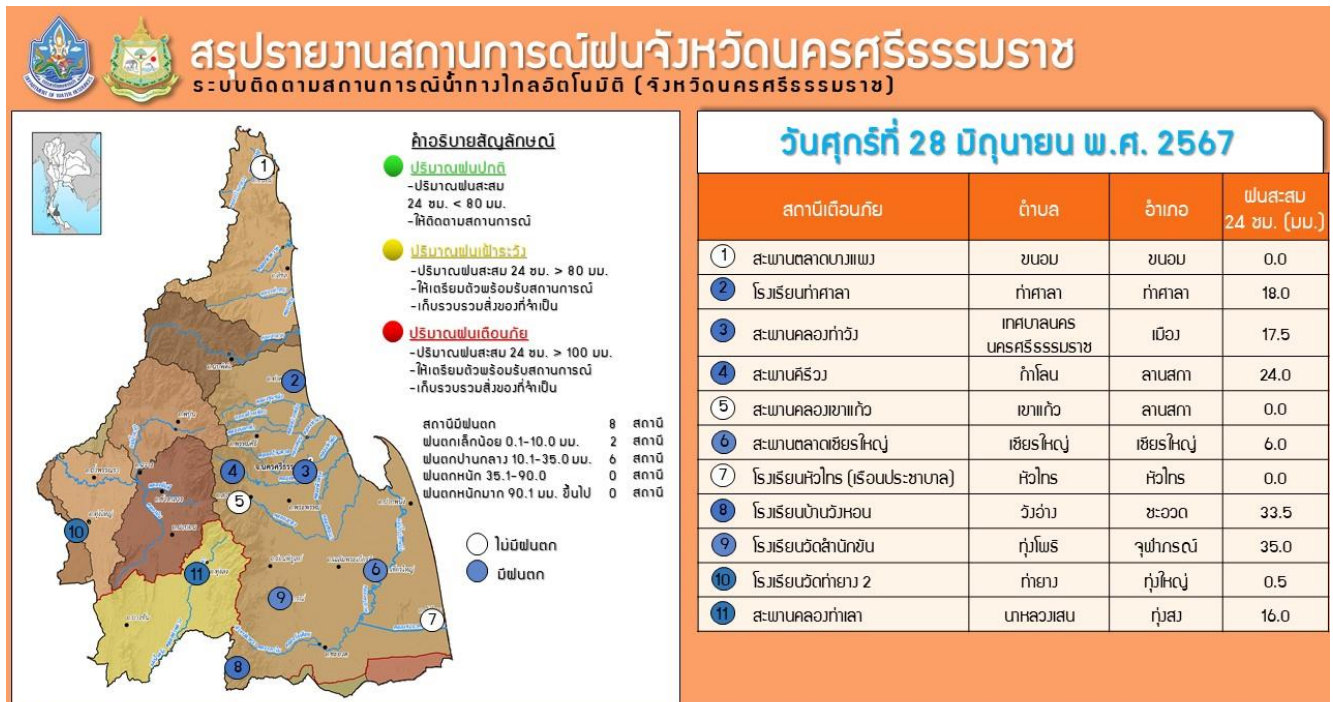 สรุปรายงานสถานการณ์ฝนจังหวัดนครศรีธรรมราช
ระบบติดตามสถานการณ์น้ำทางไกลอัตโนมัติ (จังหวัดนครศรีธรรมราช)
คำอธิบายสัญลักษณ์
ปริมาณฝนปกติ
-ปริมาณฝนสะสม
24 ชม. < 80 มม.
-ให้ติดตามสถานการณ์
ปริมาณฝนเฝ้าระวัง
-ปริมาณฝนสะสม 24 ชม. > 80 มม.
-ให้เตรียมตัวพร้อมรับสถานการณ์
-เก็บรวบรวมสิ่งของที่จำเป็น
ปริมาณฝนเตือนภัย
-ปริมาณฝนสะสม 24 ชม. > 100 มม.
-ให้เตรียมตัวพร้อมรับสถานการณ์
-เก็บรวบรวมสิ่งของที่จำเป็น
สถานีมีฝนตก 8 สถานี
ฝนตกเล็กน้อย 0.1-10.0 มม. 2 สถานี
ฝนตกปานกลาง 10.1-35.0 มม. 6 สถานี
ฝนตกหนัก 35.1-90.0 0 สถานี
ฝนตกหนักมาก 90.1 มม. ขึ้นไป 0 สถานี
ไม่มีฝนตก
มีฝนตก
1
2
4
3
5
10
11
6
9
7
8
วันศุกร์ที่ 28 มิถุนายน พ.ศ. 2567
สถานีเตือนภัย ตำบล อำเภอ ฝนสะสม
24 ชม. (มม.)
1 สะพานตลาดบางแพง ขนอม ขนอม 0.0
2 โรงเรียนท่าศาลา ท่าศาลา ท่าศาลา 18.0
3 สะพานคลองท่าวัง เทศบาลนคร
นครศรีธรรมราช เมือง 17.5
4 สะพานคีรีวง กำโลน ลานสกา 24.0
5 สะพานคลองเขาแก้ว เขาแก้ว ลานสกา 0.0
6 สะพานตลาดเชียรใหญ่ เชียรใหญ่ เชียรใหญ่ 6.0
7 โรงเรียนหัวไทร (เรือนประชาบาล) หัวไทร หัวไทร 0.0
8 โรงเรียนบ้านวังหอน วังอ่าง ชะอวด 33.5
9 โรงเรียนวัดสำนักขัน ทุ่งโพธิ จุฬาภรณ์ 35.0
10 โรงเรียนวัดท่ายาง 2 ท่ายาง ทุ่งใหญ่ 0.5
11 สะพานคลองท่าเลา นาหลวงเสน ทุ่งสง 16.0